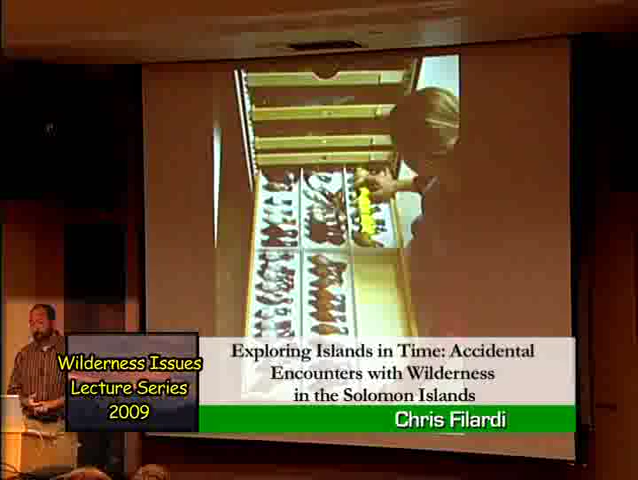 Wilderness Issues
Lecture Series
2009
Exploring Islands in Time: Accidental
Encounters with Wilderness
in the Solomon Islands
Chris Filardi